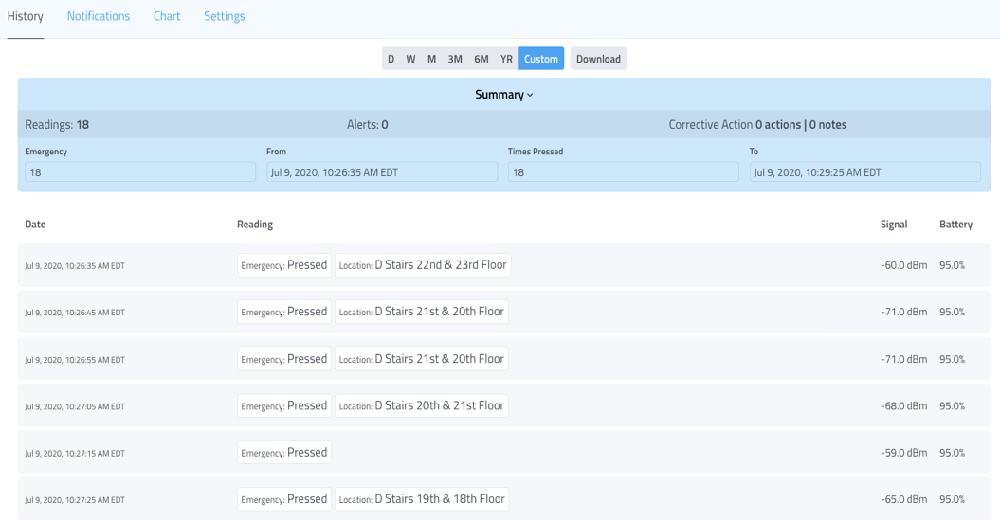 History Notifications Chart Settings
D W M 3M 6M YR Custom Download
Summary
Readings: 18 Alerts: 0 Corrective Action 0 actions | 0 notes
Emergency From Times Pressed To
18 Jul 9, 2020, 10:26:35 AM EDT 18 Jul 9, 2020, 10:29:25 AM EDT
Date Reading Signal Battery
Jul 9, 2020, 10:26:35 AM EDT Emergency: Pressed Location: D Stairs 22nd & 23rd Floor -60.0 dBm 95.0%
Jul 9, 2020, 10:26:45 AM EDT Emergency: Pressed Location: D Stairs 21st & 20th Floor -71.0 dBm 95.0%
Jul 9, 2020, 10:26:55 AM EDT Emergency: Pressed Location: D Stairs 21st & 20th Floor -71.0 dBm 95.0%
Jul 9, 2020, 10:27:05 AM EDT Emergency: Pressed Location: D Stairs 20th & 21st Floor -68.0 dBm 95.0%
Jul 9, 2020, 10:27:15 AM EDT Emergency: Pressed -59.0 dBm 95.0%
Jul 9, 2020, 10:27:25 AM EDT Emergency: Pressed Location: D Stairs 19th & 18th Floor -65.0 dBm 95.0%